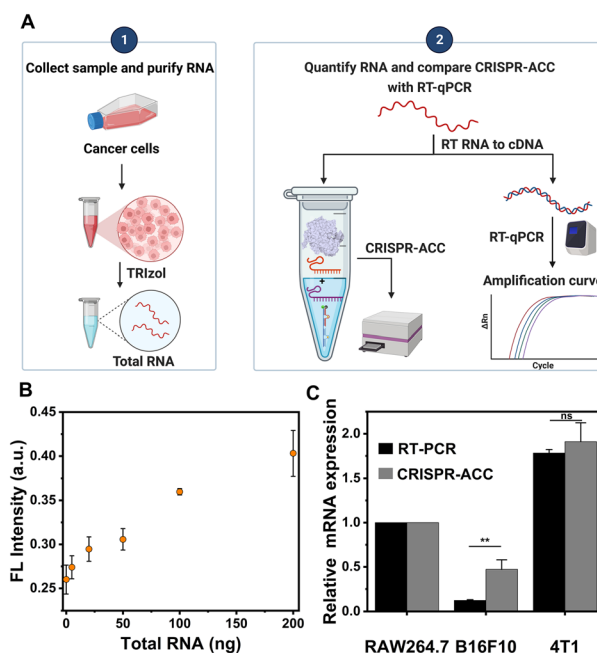 A
1
Collect sample and purify RNA
Cancer cells
TRIzol
Total RNA
2
Quantify RNA and compare CRISPR-ACC
with RT-qPCR
RT RNA to cDNA
CRISPR-ACC
+
RT-qPCR
Amplification curve
ΔRn
Cycle
B
FL Intensity (a.u.)
0.45
0.40
0.35
0.30
0.25
0 50 100 150 200
Total RNA (ng)
C
Relative mRNA expression
2.0
1.5
1.0
0.5
0.0
RT-PCR
CRISPR-ACC
**
ns
RAW264.7 B16F10 4T1